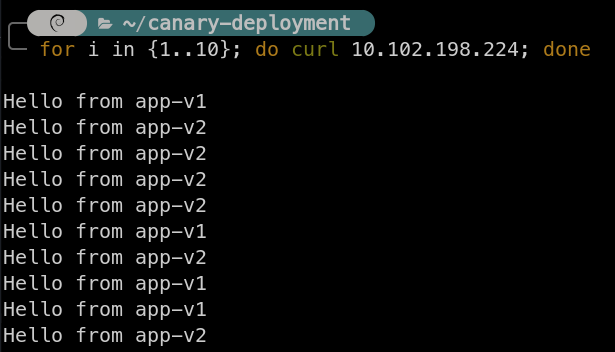 ~/canary-deployment
for i in {1..10}; do curl 10.102.198.224; done
Hello from app-v1
Hello from app-v2
Hello from app-v2
Hello from app-v2
Hello from app-v2
Hello from app-v1
Hello from app-v2
Hello from app-v1
Hello from app-v1
Hello from app-v2